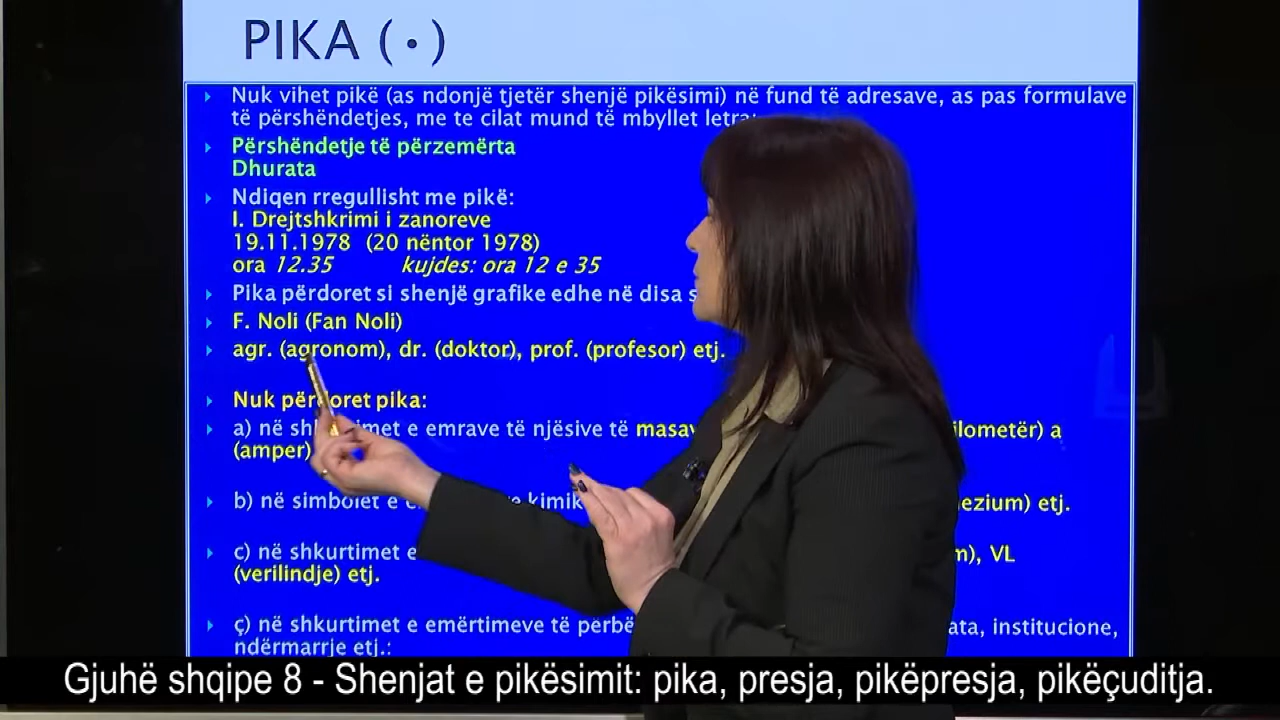 PIKA (.)
Nuk vihet pikë (as ndonjë tjetër shenjë pikësimi) në fund të adresave, as pas formulave
të përshëndetjes, me te cilat mund të mbyllet letra:
Përshëndetje të përzemërta
Dhurata
Ndiqen rregullisht me pikë:
I. Drejtshkrimi i zanoreve
19.11.1978 (20 nëntor 1978)
ora 12.35 kujdes: ora 12 e 35
Pika përdoret si shenjë grafike edhe në disa
F. Noli (Fan Noli)
agr. (agronom), dr. (doktor), prof. (profesor) etj.
Nuk përdoret pika:
a) në shkurtimet e emrave të njësive të a
(amper)
b) në simbolet e etj.
c) në shkurtimet VL
(verilindje) etj.
ç) në shkurtimet e emërtimeve të institucione,
ndërmarrje etj.:
Gjuhë shqipe 8 - Shenjat e pikësimit: pika, presja, pikëpresja, pikëçuditja.